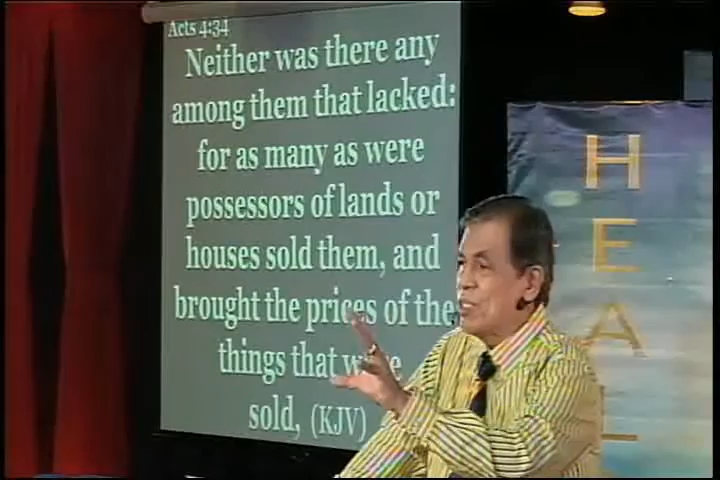 Acts 4:34
Neither was there any
among them that lacked:
for as many as were
possessors of lands or
houses sold them, and
brought the prices of the
things that were
sold, (KJV)
H
E
A
L